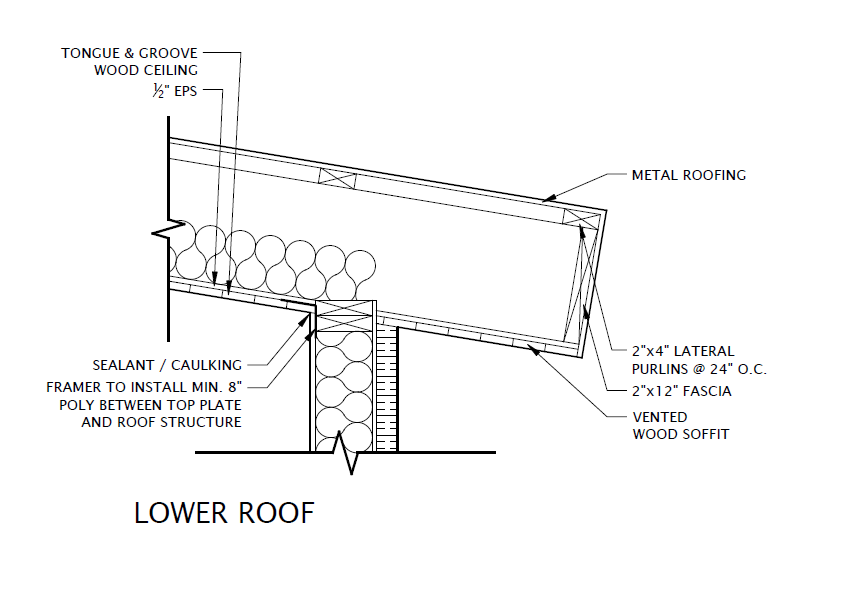 TONGUE & GROOVE
WOOD CEILING
½" EPS
METAL ROOFING
SEALANT / CAULKING
FRAMER TO INSTALL MIN. 8"
POLY BETWEEN TOP PLATE
AND ROOF STRUCTURE
2"x4" LATERAL
PURLINS @ 24" O.C.
2"x12" FASCIA
VENTED
WOOD SOFFIT
LOWER ROOF